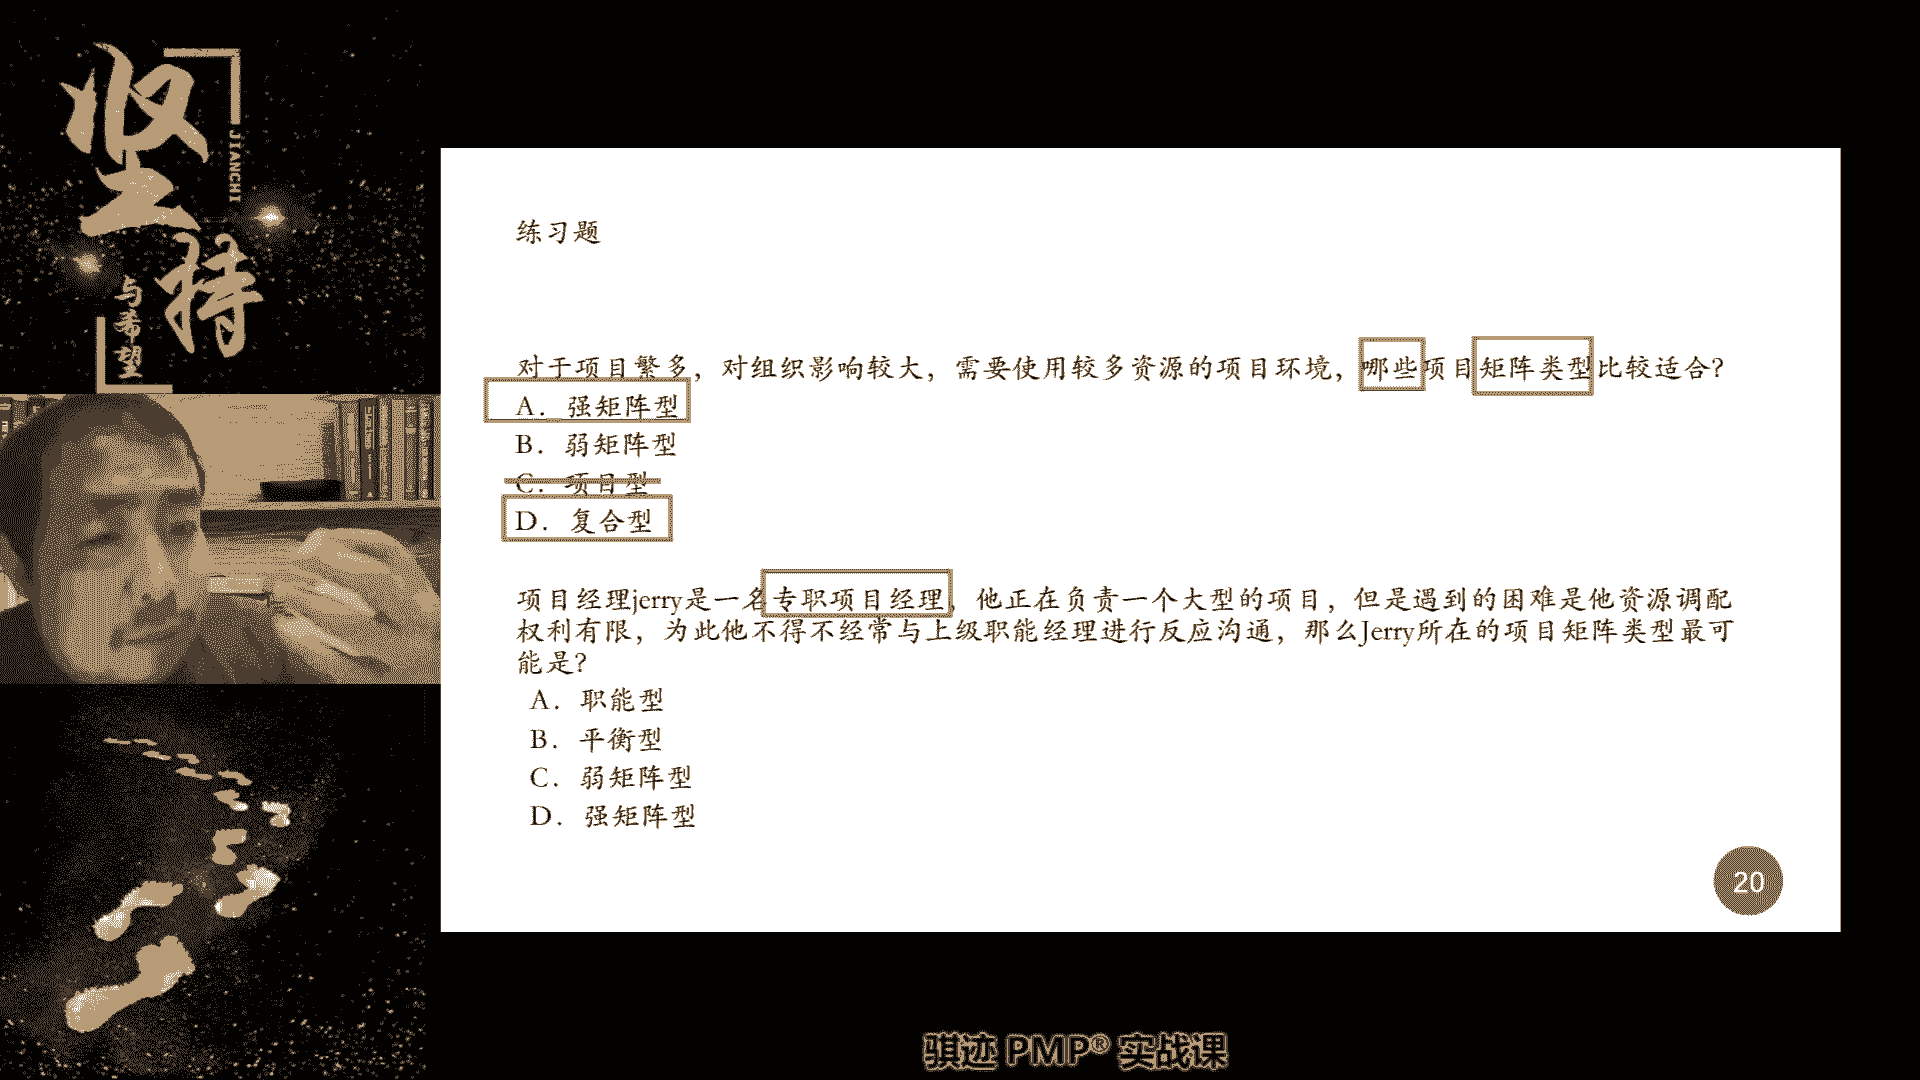 坚持
JIANCHI
与希望
练习题
对于项目繁多，对组织影响较大，需要使用较多资源的项目环境，哪些项目矩阵类型比较适合？
A. 强矩阵型
B. 弱矩阵型
C. 项目型
D. 复合型
项目经理jerry是一名专职项目经理，他正在负责一个大型的项目，但是遇到的困难是他资源调配
权利有限，为此他不得不经常与上级职能经理进行反应沟通，那么Jerry所在的项目矩阵类型最可
能是？
A. 职能型
B. 平衡型
C. 弱矩阵型
D. 强矩阵型
20
骐迹 PMP® 实战课